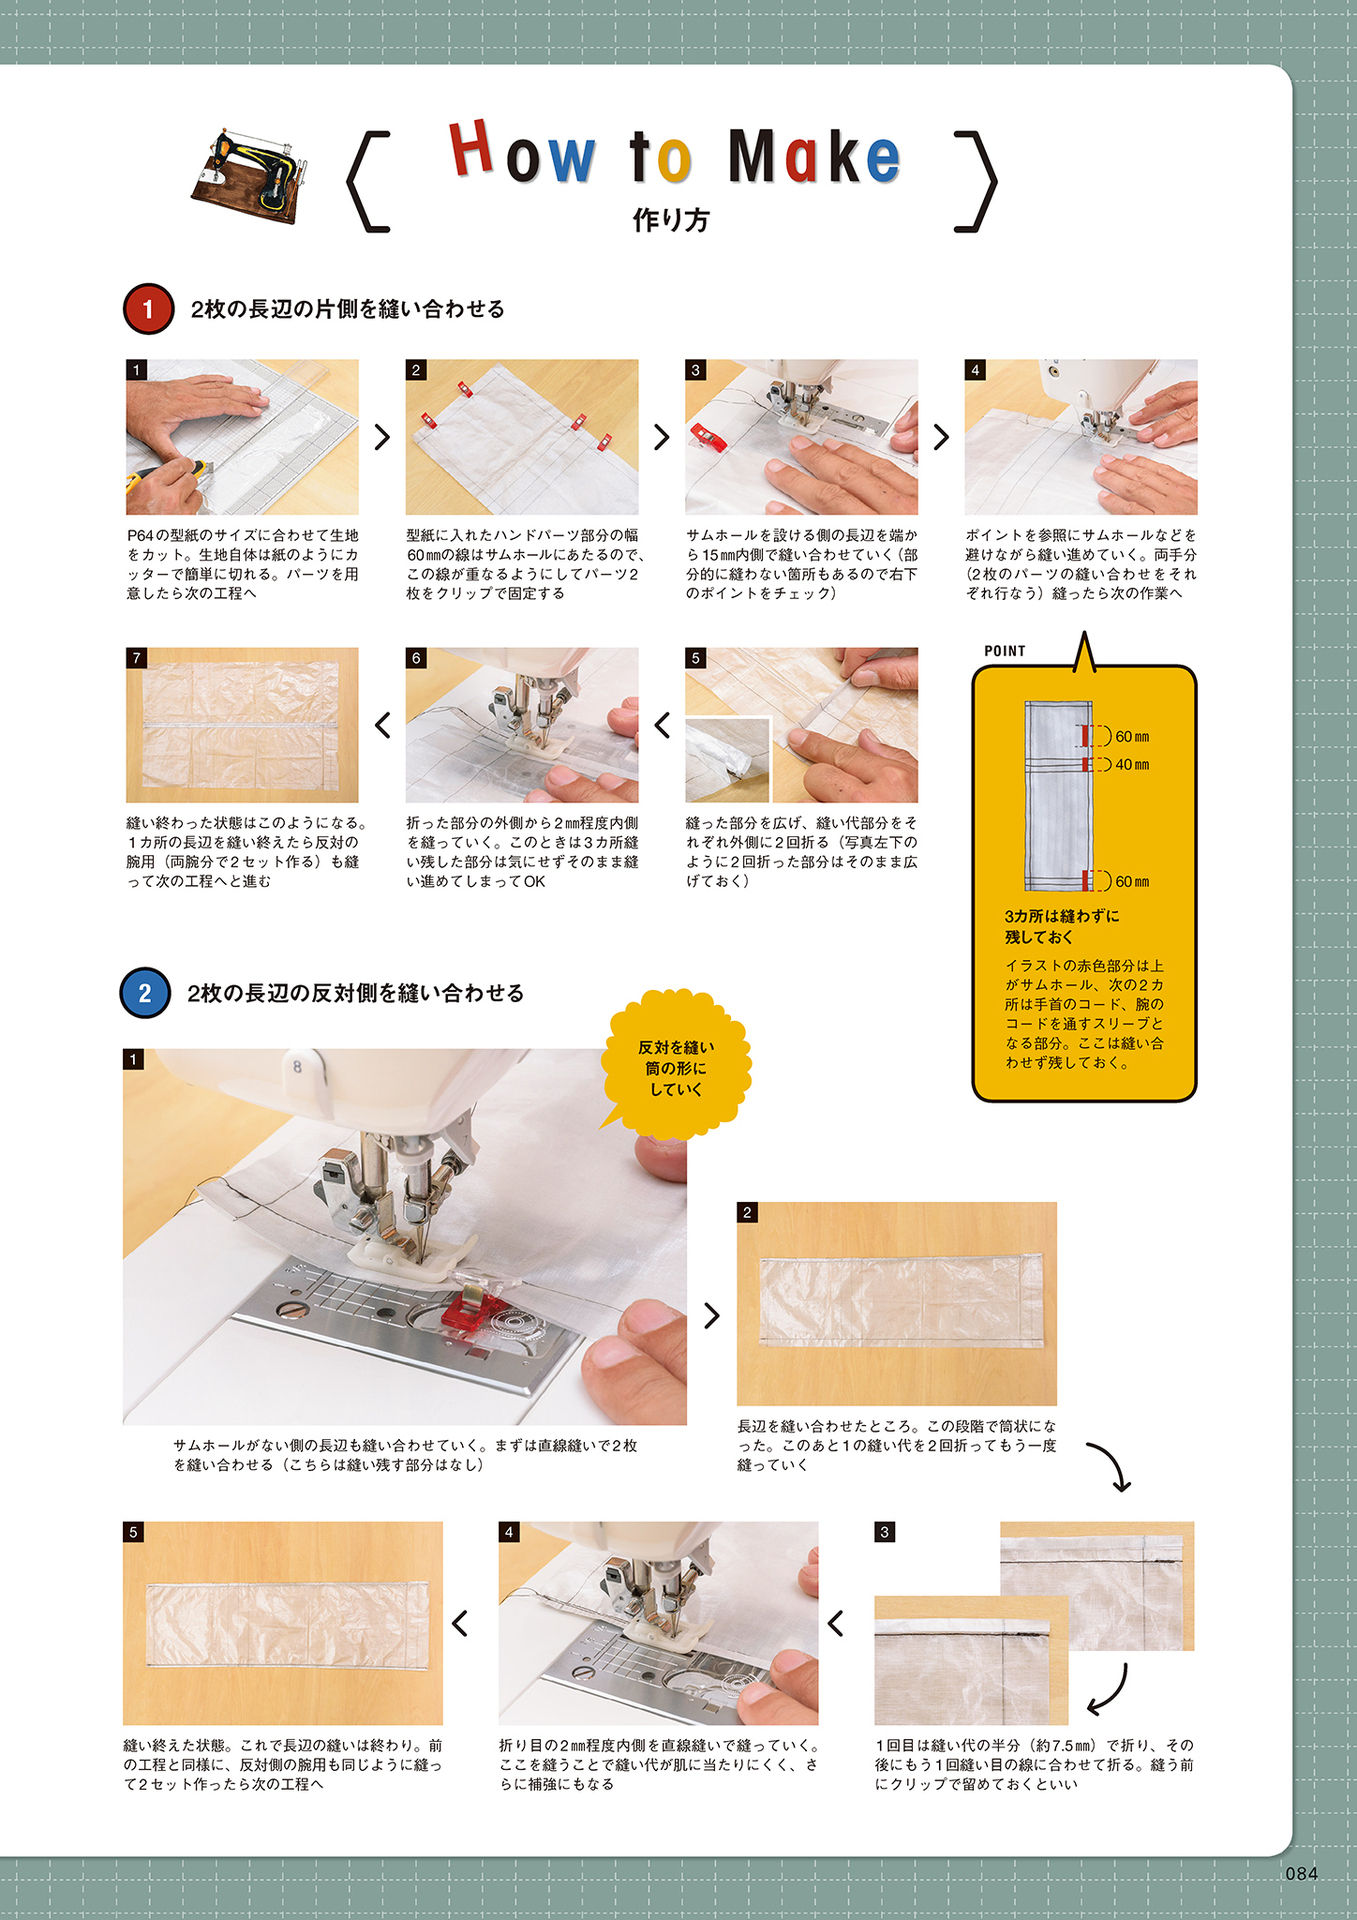 How to Make
作り方
1
2枚の長辺の片側を縫い合わせる
1
P64の型紙のサイズに合わせて生地
をカット。生地自体は紙のようにカ
ッターで簡単に切れる。パーツを用
意したら次の工程へ
2
型紙に入れたハンドパーツ部分の幅
60㎜の線はサムホールにあたるので、
この線が重なるようにしてパーツ2
枚をクリップで固定する
3
サムホールを設ける側の長辺を端か
ら15㎜内側で縫い合わせていく（部
分的に縫わない箇所もあるので右下
のポイントをチェック）
4
ポイントを参照にサムホールなどを
避けながら縫い進めていく。両手分
（2枚のパーツの縫い合わせをそれ
ぞれ行なう）縫ったら次の作業へ
POINT
60㎜
40㎜
60㎜
3カ所は縫わずに
残しておく
イラストの赤色部分は上
がサムホール、次の2カ
所は手首のコード、腕の
コードを通すスリーブと
なる部分。ここは縫い合
わせず残しておく。
5
縫った部分を広げ、縫い代部分をそ
れぞれ外側に2回折る（写真左下の
ように2回折った部分はそのまま広
げておく）
6
折った部分の外側から2㎜程度内側
を縫っていく。このときは3カ所縫
い残した部分は気にせずそのまま縫
い進めてしまってOK
7
縫い終わった状態はこのようになる。
1カ所の長辺を縫い終えたら反対の
腕用（両腕分で2セット作る）も縫
って次の工程へと進む
2
2枚の長辺の反対側を縫い合わせる
反対を縫い
筒の形に
していく
1
8
サムホールがない側の長辺も縫い合わせていく。まずは直線縫いで2枚
を縫い合わせる（こちらは縫い残す部分はなし）
2
長辺を縫い合わせたところ。この段階で筒状にな
った。このあと1の縫い代を2回折ってもう一度
縫っていく
3
1回目は縫い代の半分（約7.5㎜）で折り、その
後にもう1回縫い目の線に合わせて折る。縫う前
にクリップで留めておくといい
4
折り目の2㎜程度内側を直線縫いで縫っていく。
ここを縫うことで縫い代が肌に当たりにくく、さ
らに補強にもなる
5
縫い終えた状態。これで長辺の縫いは終わり。前
の工程と同様に、反対側の腕用も同じように縫っ
て2セット作ったら次の工程へ
084